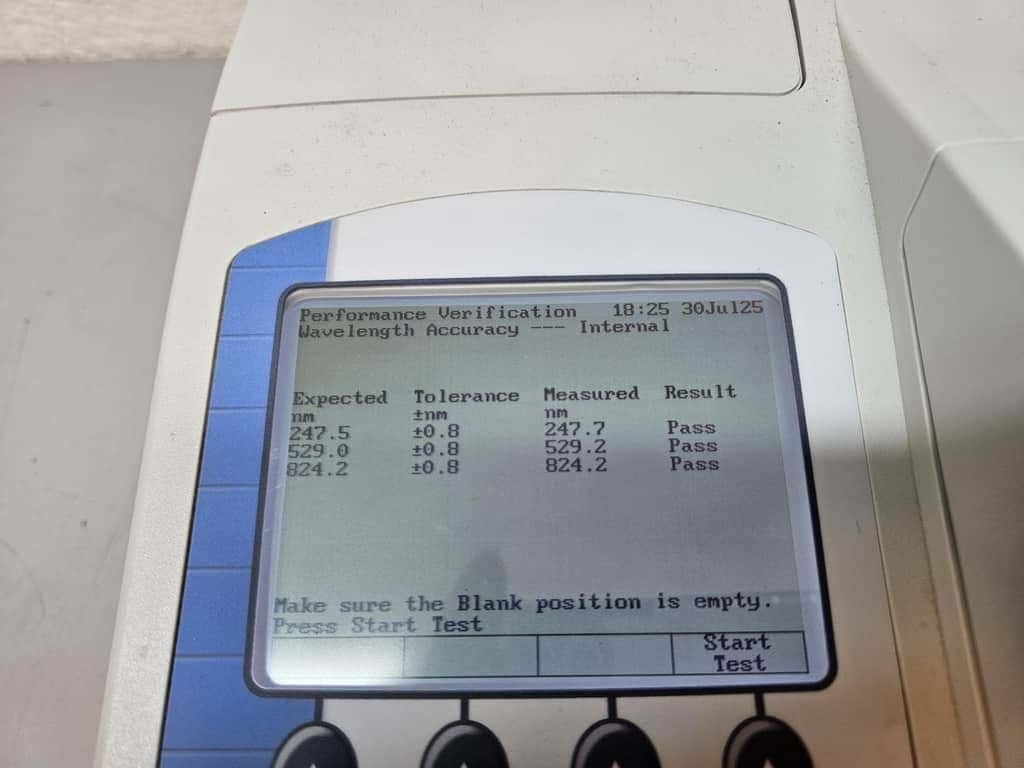 Performance Verification 18:25 30Jul25
Wavelength Accuracy --- Internal
Expected Tolerance Measured Result
nm ±nm nm
247.5 ±0.8 247.7 Pass
529.0 ±0.8 529.2 Pass
824.2 ±0.8 824.2 Pass
Make sure the Blank position is empty.
Press Start Test
Start
Test